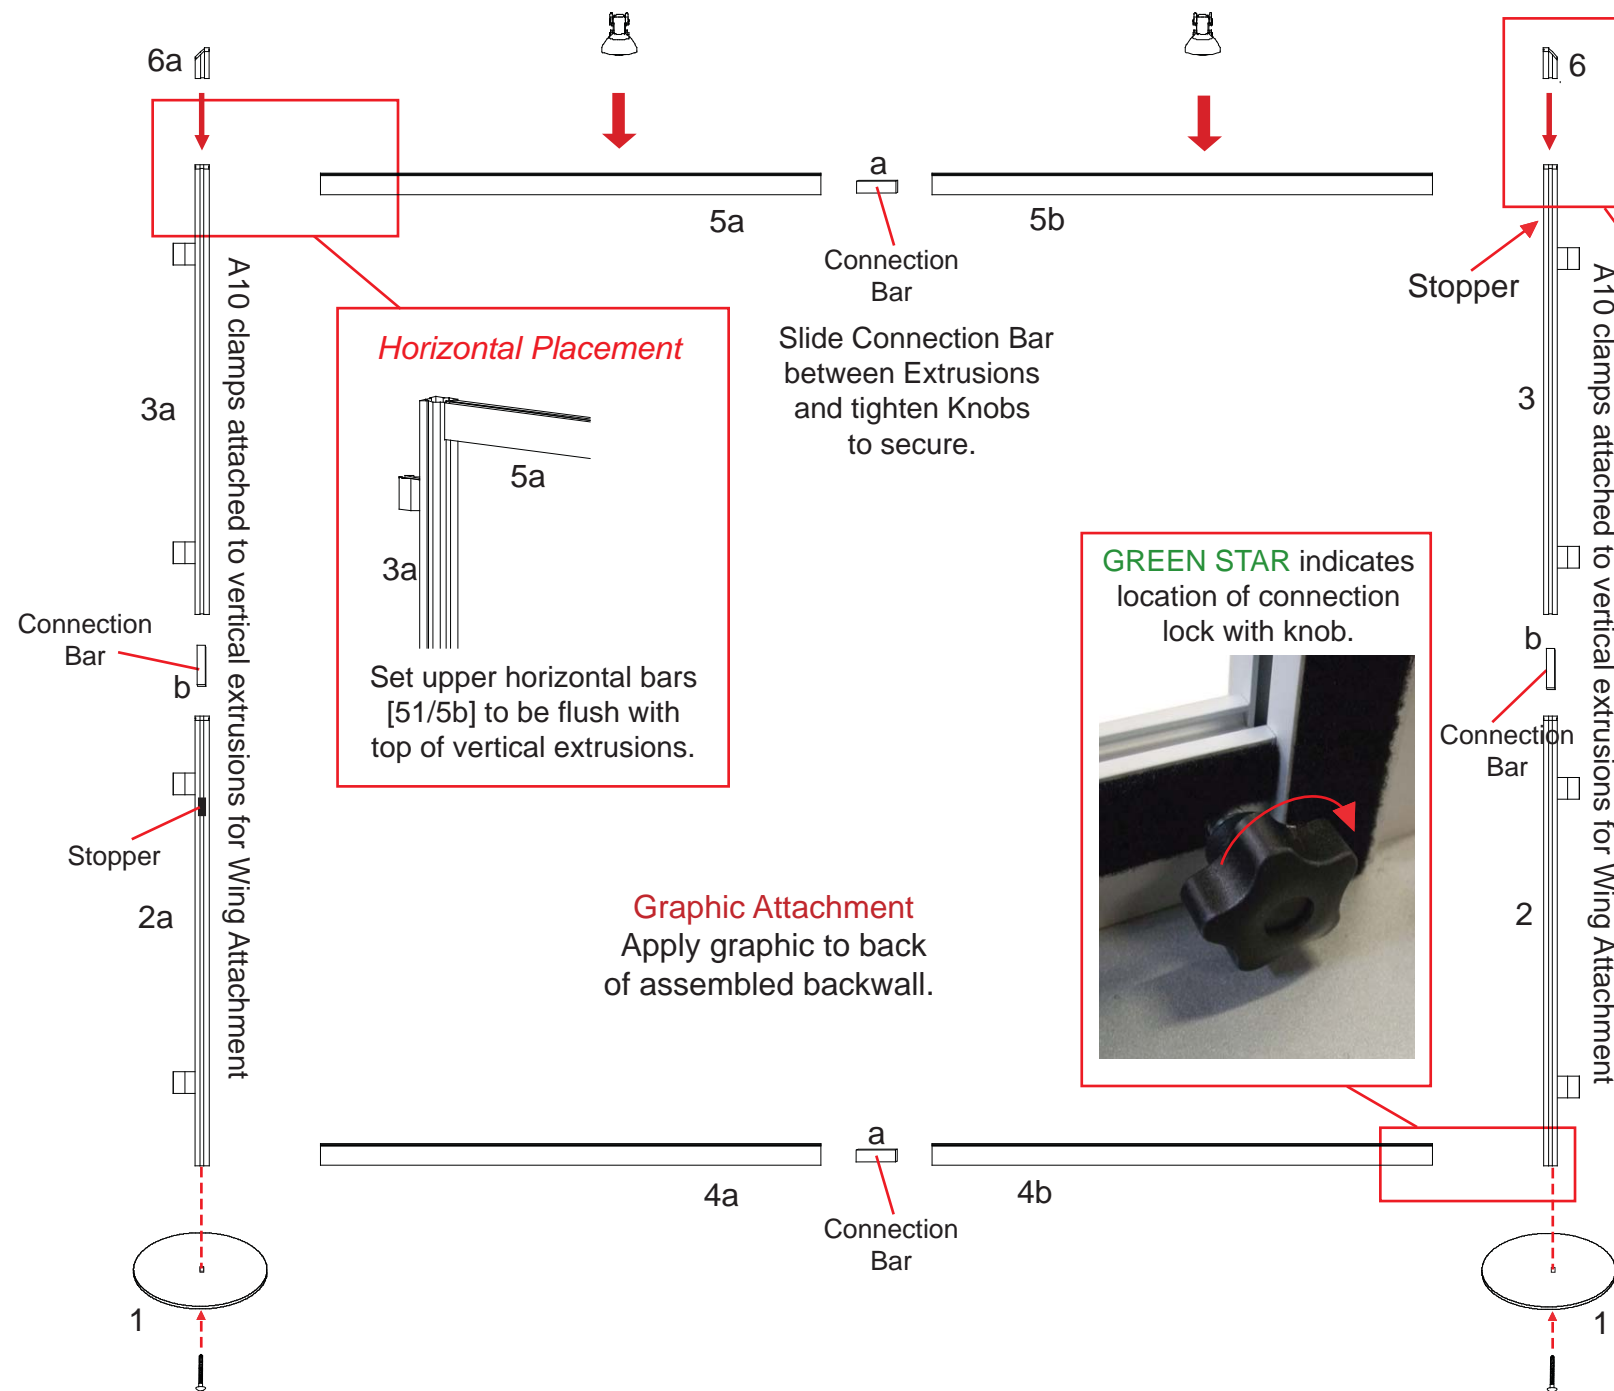 6a
6
a
5a
5b
Connection
Bar
Stopper
A10 clamps attached to vertical extrusions for Wing Attachment
A10 clamps attached to vertical extrusions for Wing Attachment
Horizontal Placement
Slide Connection Bar
between Extrusions
and tighten Knobs
to secure.
3a
3
5a
3a
GREEN STAR indicates
location of connection
lock with knob.
Connection
Bar
b
b
Set upper horizontal bars
[51/5b] to be flush with
top of vertical extrusions.
Connection
Bar
Stopper
2a
2
Graphic Attachment
Apply graphic to back
of assembled backwall.
a
4a
4b
Connection
Bar
1
1